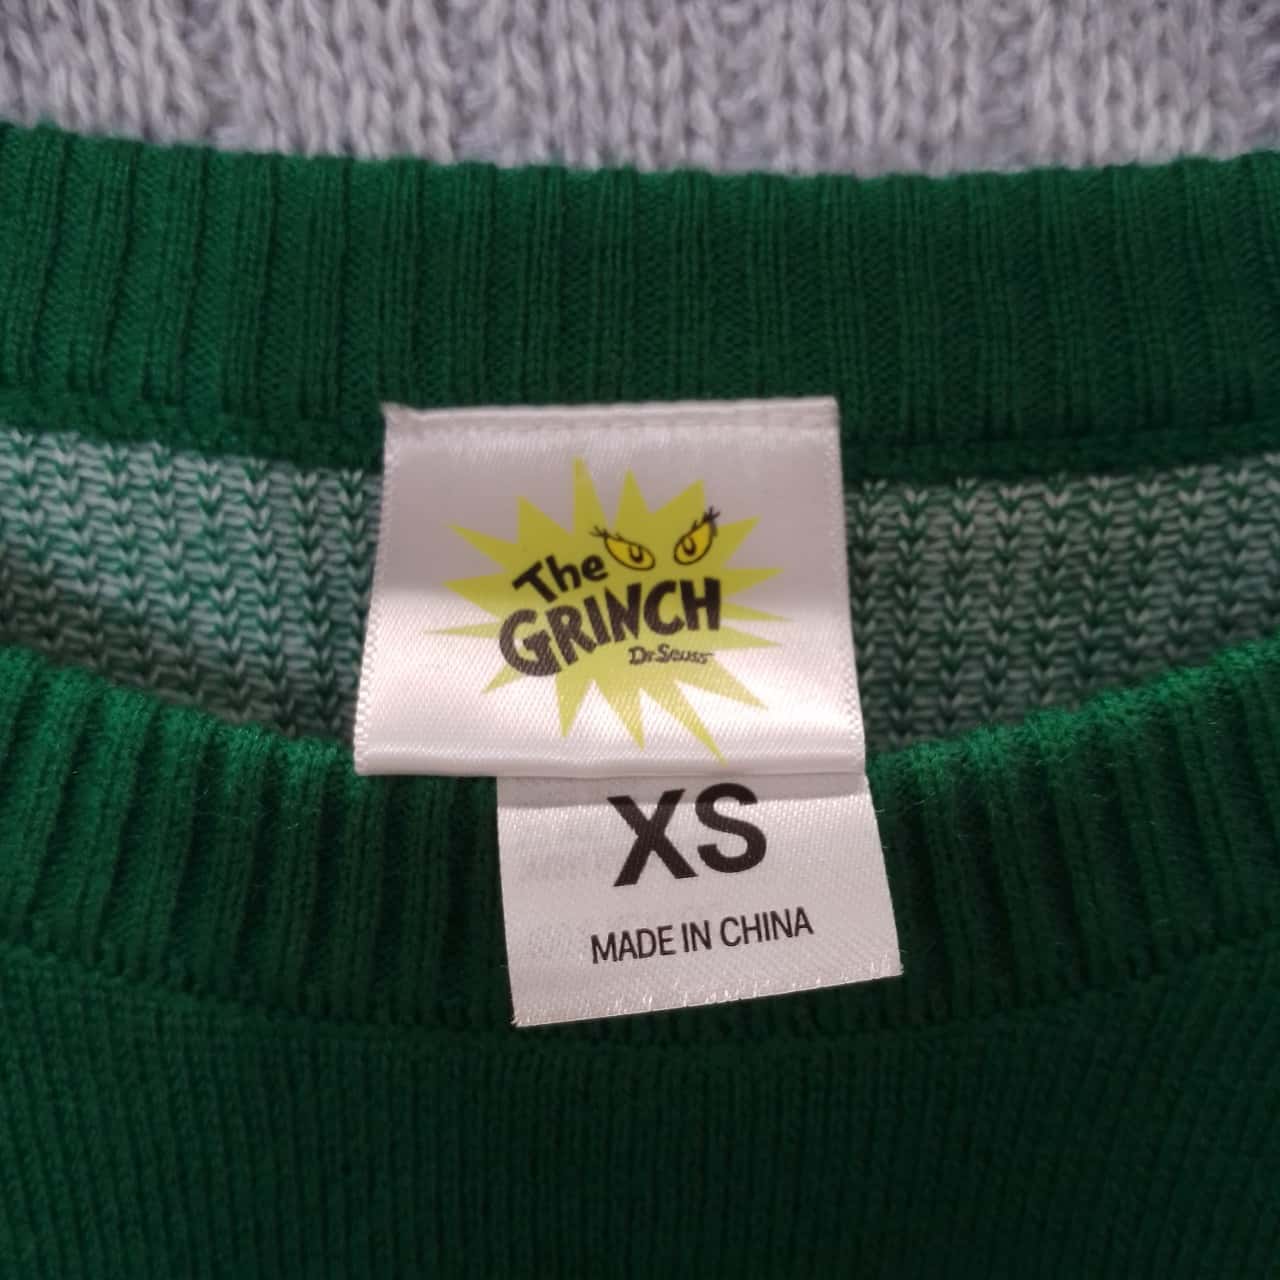 The
GRINCH
Dr. Seuss
XS
MADE IN CHINA